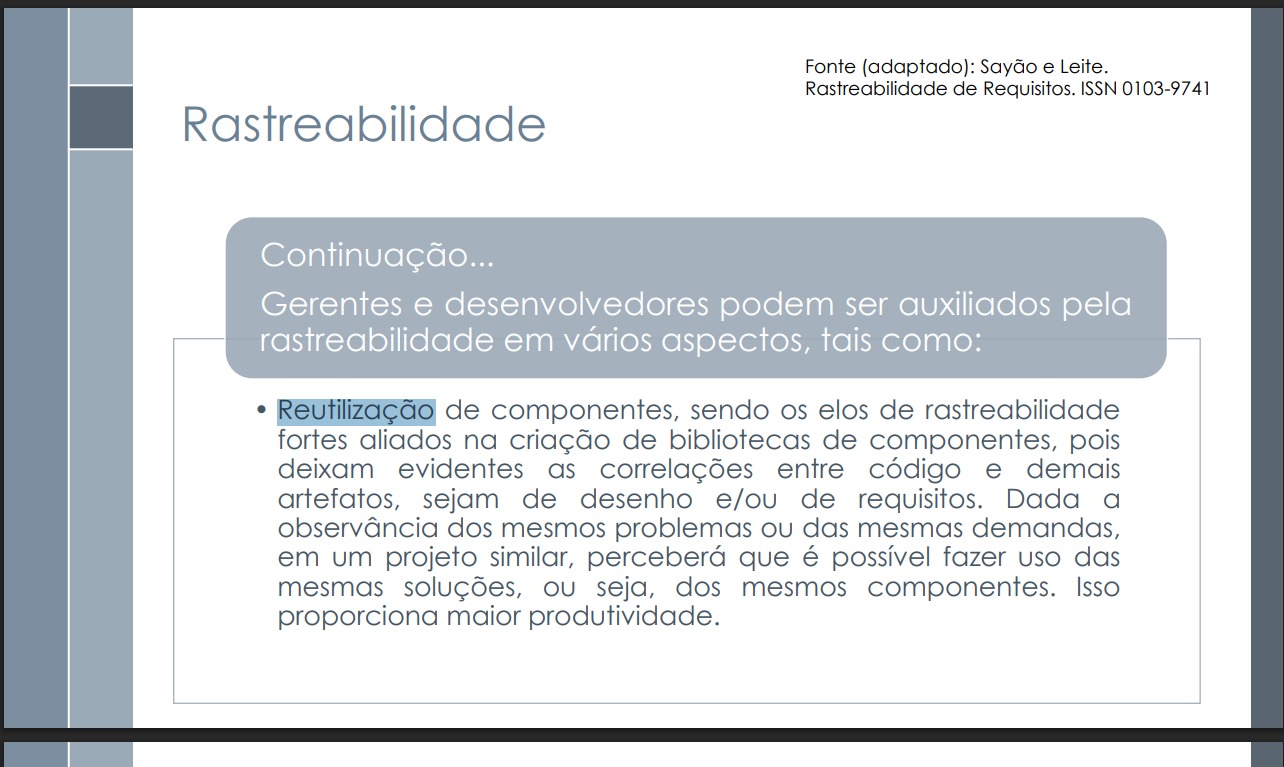 Fonte (adaptado): Sayão e Leite.
Rastreabilidade de Requisitos. ISSN 0103-9741
Rastreabilidade
Continuação...
Gerentes e desenvolvedores podem ser auxiliados pela
rastreabilidade em vários aspectos, tais como:
• Reutilização de componentes, sendo os elos de rastreabilidade
fortes aliados na criação de bibliotecas de componentes, pois
deixam evidentes as correlações entre código e demais
artefatos, sejam de desenho e/ou de requisitos. Dada a
observância dos mesmos problemas ou das mesmas demandas,
em um projeto similar, perceberá que é possível fazer uso das
mesmas soluções, ou seja, dos mesmos componentes. Isso
proporciona maior produtividade.